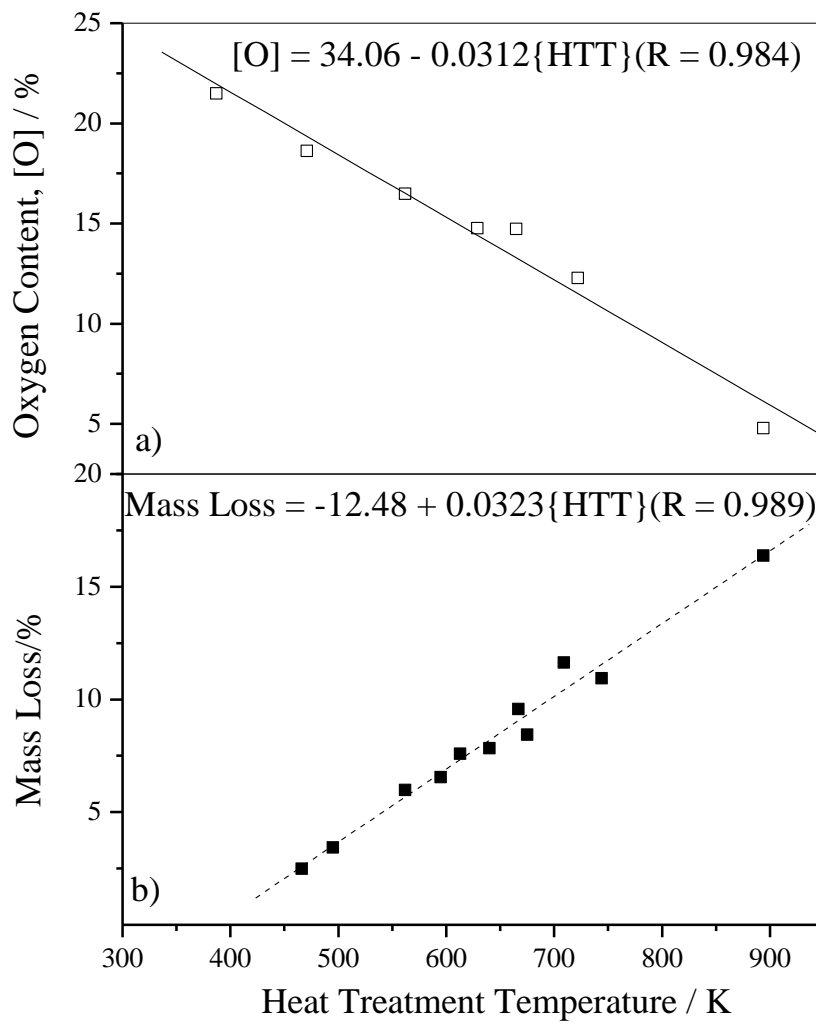 25
[O] = 34.06 - 0.0312{HTT}(R = 0.984)
20
15
10
5
Oxygen Content, [O] / %
a)
20
Mass Loss = -12.48 + 0.0323{HTT}(R = 0.989)
15
10
5
Mass Loss/%
b)
300 400 500 600 700 800 900
Heat Treatment Temperature / K